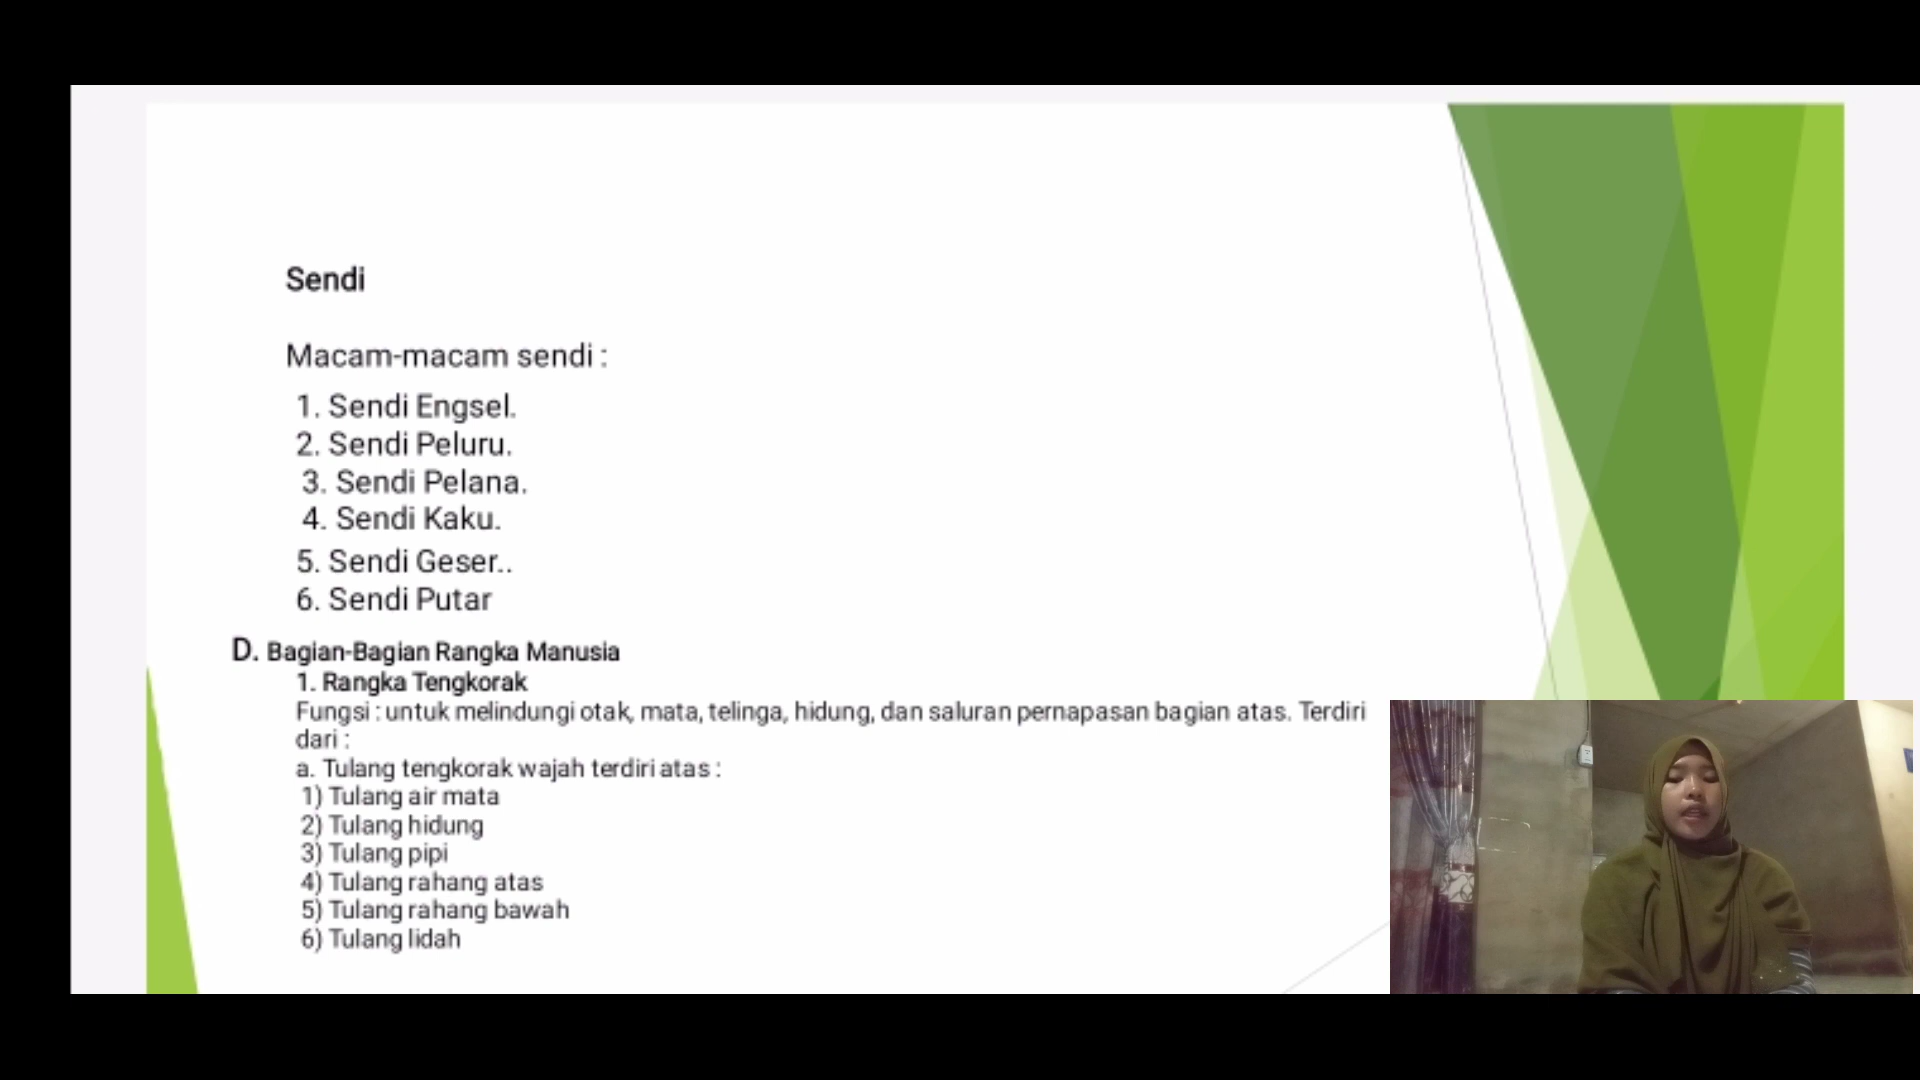 Sendi
Macam-macam sendi :
1. Sendi Engsel.
2. Sendi Peluru.
3. Sendi Pelana.
4. Sendi Kaku.
5. Sendi Geser..
6. Sendi Putar
D. Bagian-Bagian Rangka Manusia
1. Rangka Tengkorak
Fungsi : untuk melindungi otak, mata, telinga, hidung, dan saluran pernapasan bagian atas. Terdiri
dari :
a. Tulang tengkorak wajah terdiri atas :
1) Tulang air mata
2) Tulang hidung
3) Tulang pipi
4) Tulang rahang atas
5) Tulang rahang bawah
6) Tulang lidah